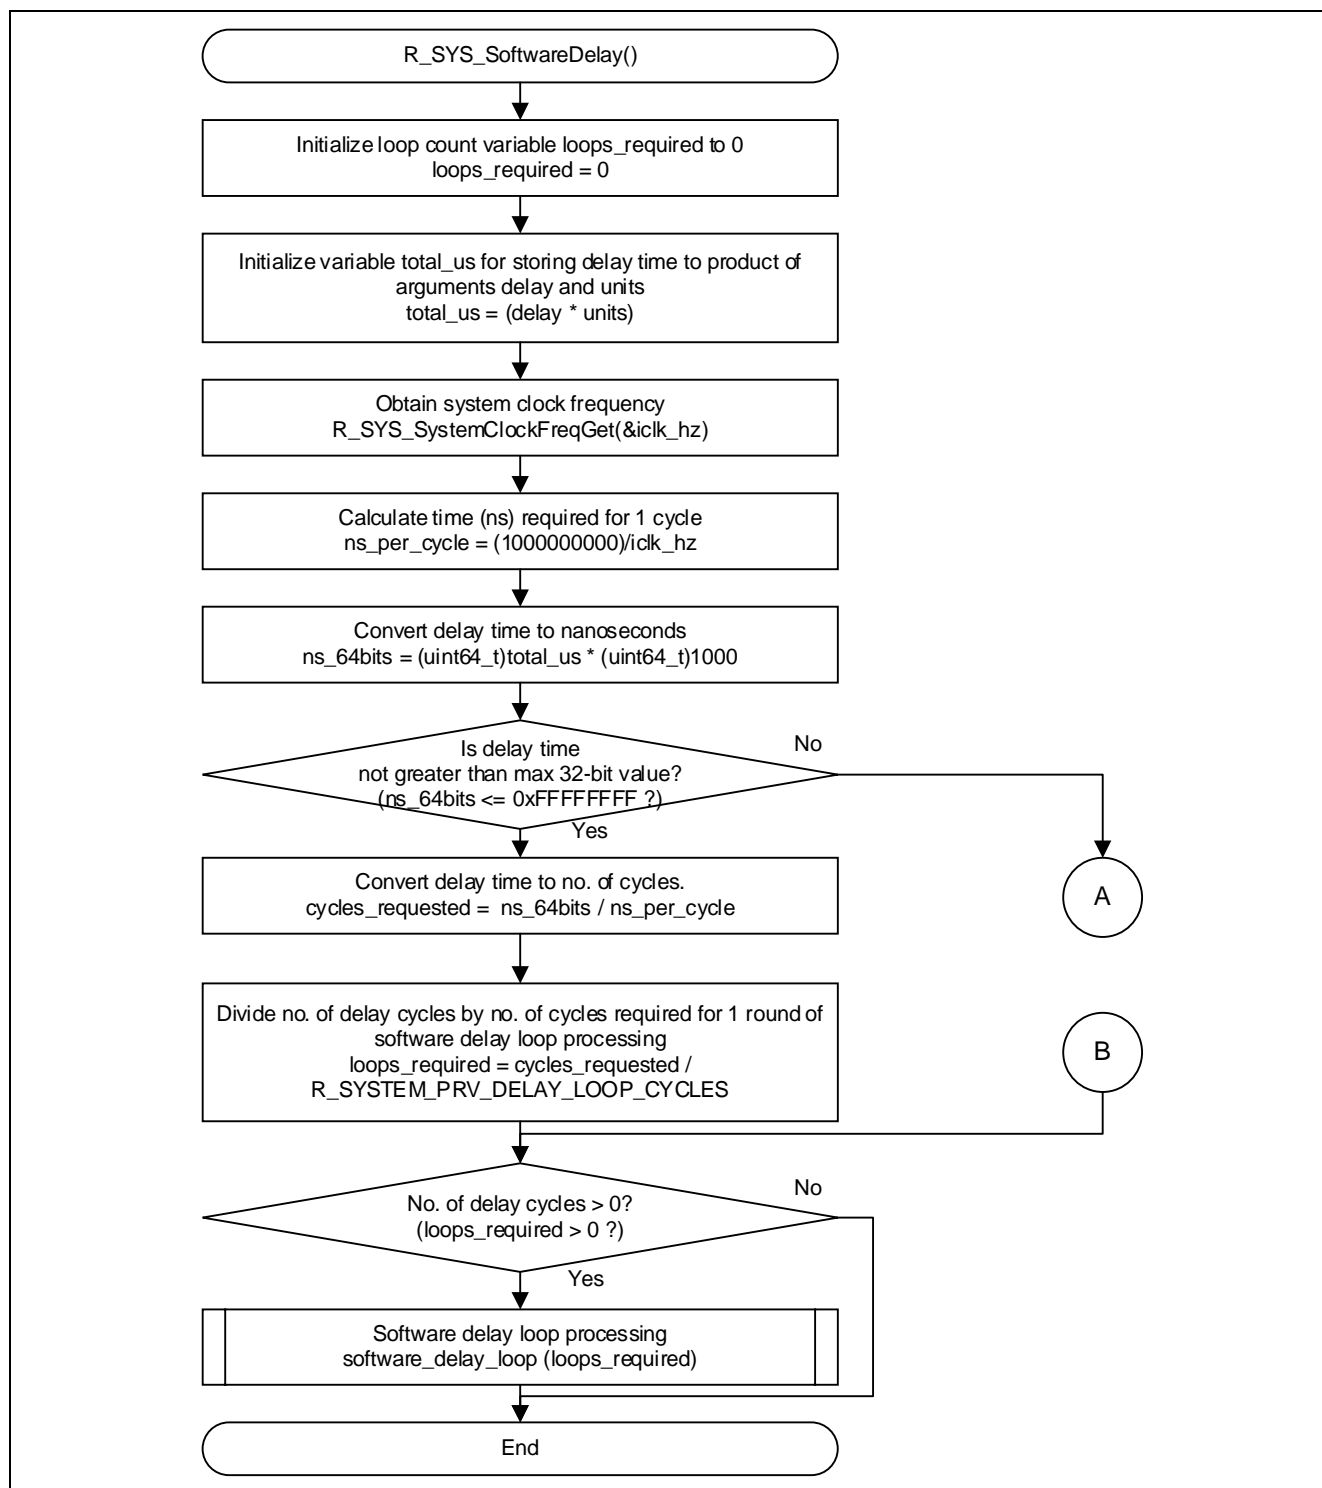 R_SYS_SoftwareDelay()
Initialize loop count variable loops_required to 0
loops_required = 0
Initialize variable total_us for storing delay time to product of
arguments delay and units
total_us = (delay * units)
Obtain system clock frequency
R_SYS_SystemClockFreqGet(&iclk_hz)
Calculate time (ns) required for 1 cycle
ns_per_cycle = (1000000000)/iclk_hz
Convert delay time to nanoseconds
ns_64bits = (uint64_t)total_us * (uint64_t)1000
Is delay time
not greater than max 32-bit value?
(ns_64bits <= 0xFFFFFFFF ?)
No
Yes
Convert delay time to no. of cycles.
cycles_requested = ns_64bits / ns_per_cycle
A
Divide no. of delay cycles by no. of cycles required for 1 round of
software delay loop processing
loops_required = cycles_requested /
R_SYSTEM_PRV_DELAY_LOOP_CYCLES
B
No. of delay cycles > 0?
(loops_required > 0 ?)
No
Yes
Software delay loop processing
software_delay_loop (loops_required)
End